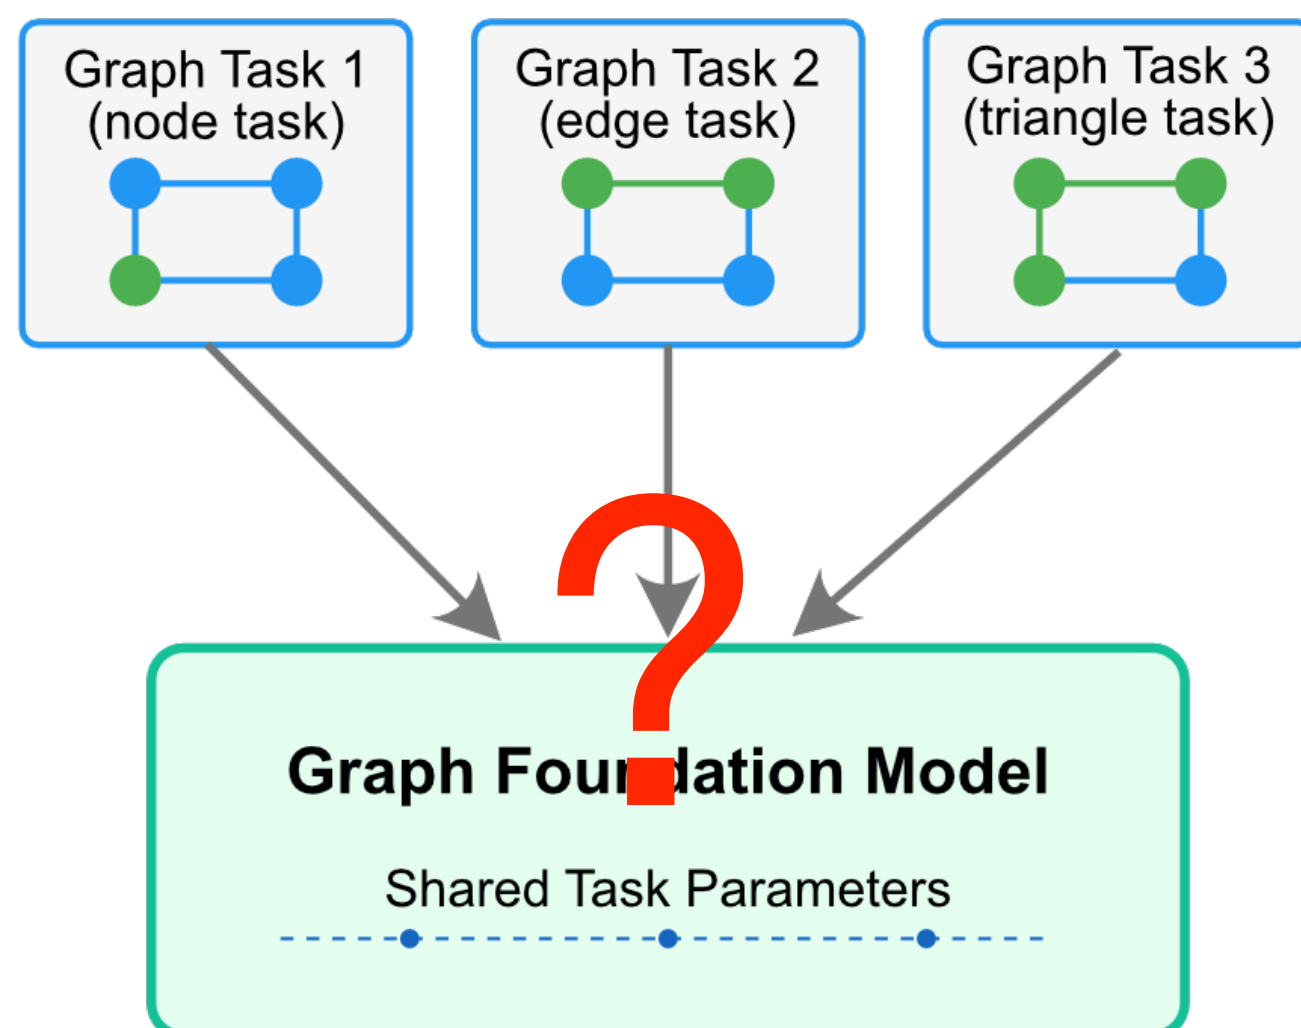 Graph Task 1
(node task)
Graph Task 2
(edge task)
Graph Task 3
(triangle task)
?
Graph Foundation Model
Shared Task Parameters